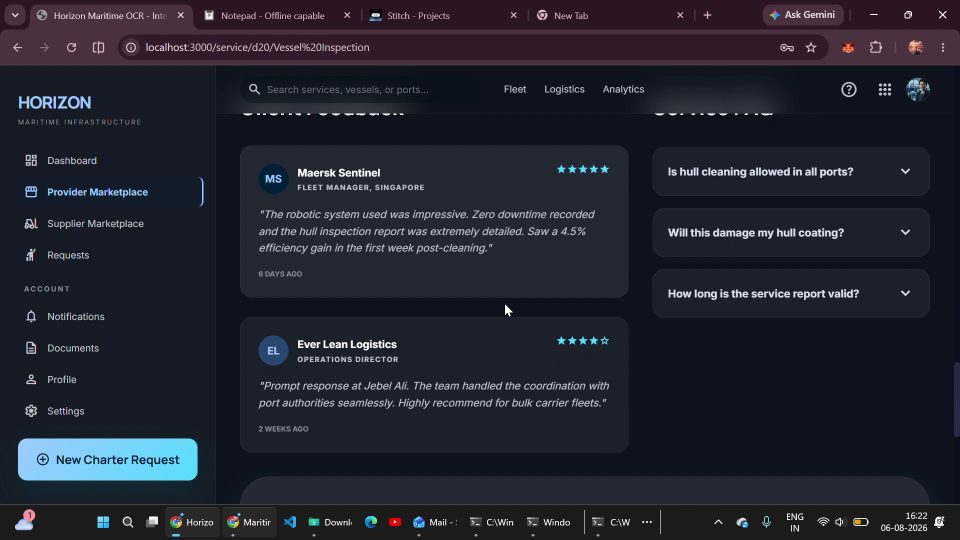 Horizon Maritime OCR - Inte
Notepad - Offline capable
Stitch - Projects
New Tab
Ask Gemini
localhost:3000/service/d20/Vessel%20Inspection
HORIZON
MARITIME INFRASTRUCTURE
Search services, vessels, or ports...
Fleet
Logistics
Analytics
Dashboard
Provider Marketplace
Supplier Marketplace
Requests
ACCOUNT
Notifications
Documents
Profile
Settings
New Charter Request
Client Feedback
MS
Maersk Sentinel
FLEET MANAGER, SINGAPORE
"The robotic system used was impressive. Zero downtime recorded
and the hull inspection report was extremely detailed. Saw a 4.5%
efficiency gain in the first week post-cleaning."
6 DAYS AGO
EL
Ever Lean Logistics
OPERATIONS DIRECTOR
"Prompt response at Jebel Ali. The team handled the coordination with
port authorities seamlessly. Highly recommend for bulk carrier fleets."
2 WEEKS AGO
Service FAQ
Is hull cleaning allowed in all ports?
Will this damage my hull coating?
How long is the service report valid?
1
Horizo
Maritir
Downl
Mail - S
C:\Win
Windo
C:\W
ENG
IN
16:22
06-08-2026